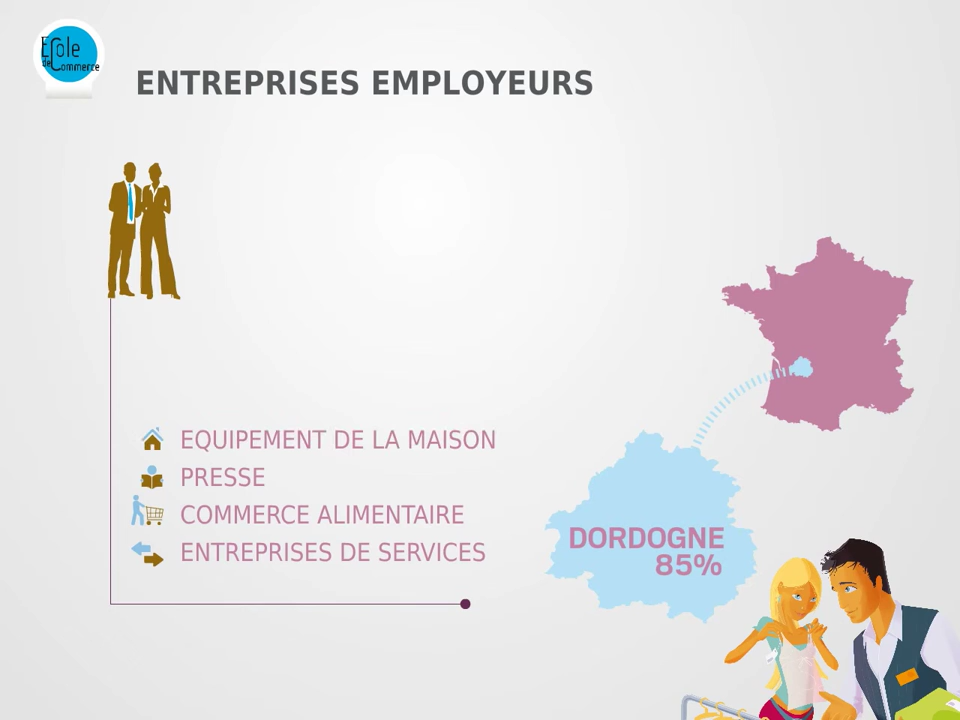 Ecole
de Commerce
ENTREPRISES EMPLOYEURS
EQUIPEMENT DE LA MAISON
PRESSE
COMMERCE ALIMENTAIRE
ENTREPRISES DE SERVICES
DORDOGNE
85%